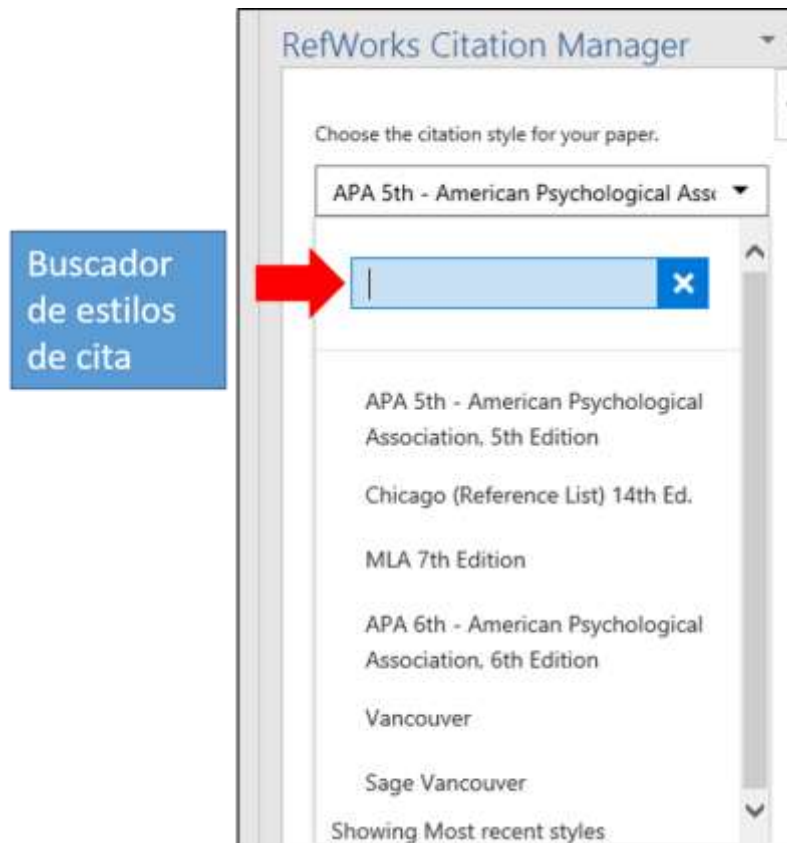 RefWorks Citation Manager
Choose the citation style for your paper.
APA 5th - American Psychological Ass
Buscador
de estilos
de cita
APA 5th - American Psychological
Association, 5th Edition
Chicago (Reference List) 14th Ed.
MLA 7th Edition
APA 6th - American Psychological
Association, 6th Edition
Vancouver
Sage Vancouver
Showing Most recent styles